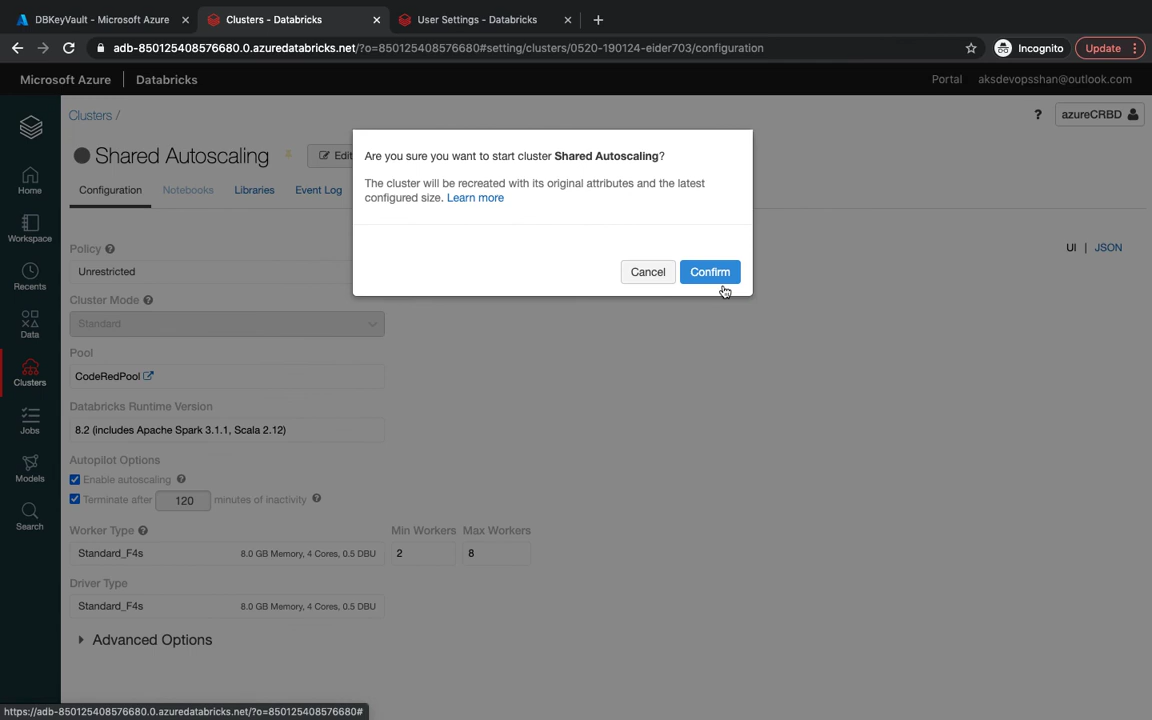 DBKeyVault - Microsoft Azure
Clusters - Databricks
User Settings - Databricks
adb-850125408576680.0.azuredatabricks.net/?o=850125408576680#setting/clusters/0520-190124-eider703/configuration
Incognito
Update
Microsoft Azure
Databricks
Portal
aksdevopsshan@outlook.com
Clusters /
?
azureCRBD
Shared Autoscaling
Edit
Configuration
Notebooks
Libraries
Event Log
Are you sure you want to start cluster Shared Autoscaling?
The cluster will be recreated with its original attributes and the latest
configured size. Learn more
Cancel
Confirm
Home
Workspace
Recents
Data
Clusters
Jobs
Models
Search
Policy ?
UI | JSON
Unrestricted
Cluster Mode ?
Standard
Pool
CodeRedPool
Databricks Runtime Version
8.2 (includes Apache Spark 3.1.1, Scala 2.12)
Autopilot Options
Enable autoscaling ?
Terminate after 120 minutes of inactivity ?
Worker Type ?
Min Workers
Max Workers
Standard_F4s
8.0 GB Memory, 4 Cores, 0.5 DBU
2
8
Driver Type
Standard_F4s
8.0 GB Memory, 4 Cores, 0.5 DBU
Advanced Options
https://adb-850125408576680.0.azuredatabricks.net/?o=850125408576680#